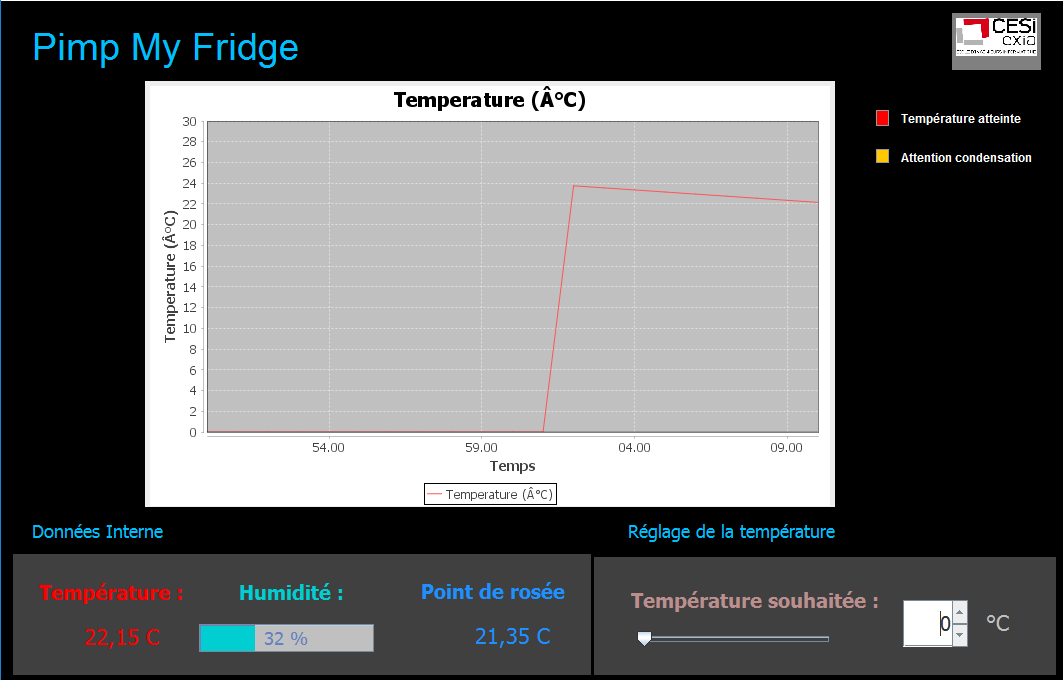 Pimp My Fridge
CESI
exia
Temperature (Â°C)
Température atteinte
Attention condensation
30
28
26
24
22
20
18
16
14
12
10
8
6
4
2
0
Temperature (Â°C)
54.00 59.00 04.00 09.00
Temps
Temperature (Â°C)
Données Interne
Réglage de la température
Température : Humidité : Point de rosée
22,15 C 32 % 21,35 C
Température souhaitée : 0 °C